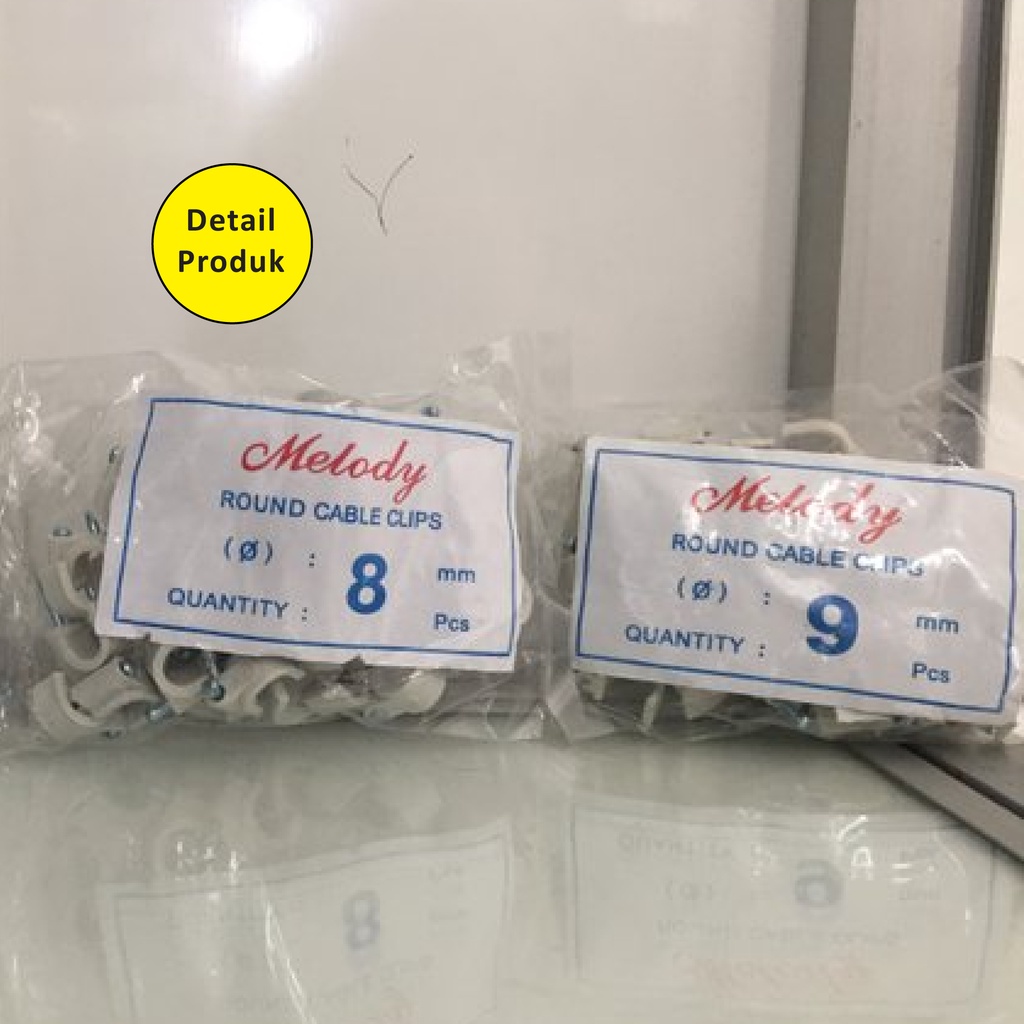 Detail
Produk
Melody
ROUND CABLE CLIPS
(Ø) : 8 mm
QUANTITY : Pcs
Melody
ROUND CABLE CLIPS
(Ø) : 9 mm
QUANTITY : Pcs